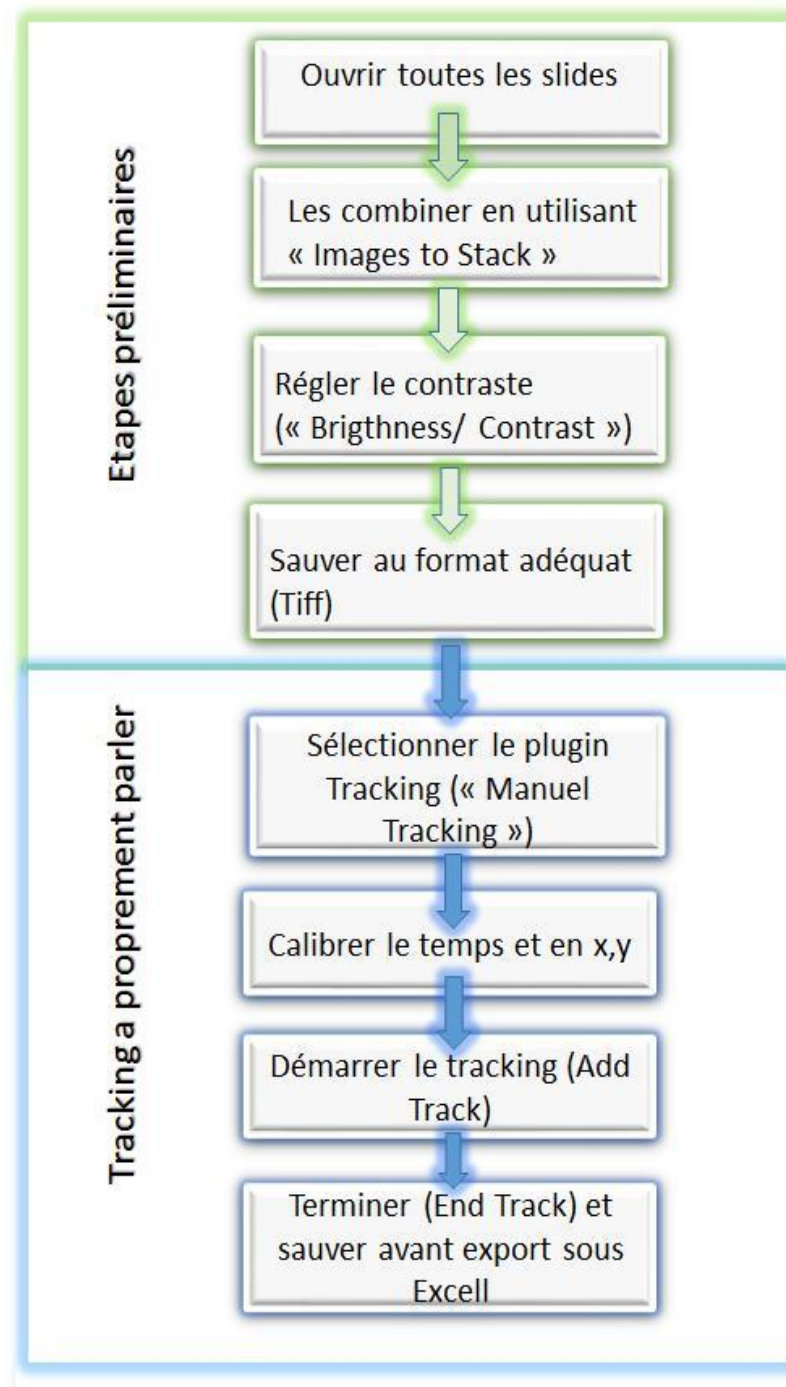 Etapes préliminaires
Ouvrir toutes les slides
Les combiner en utilisant
« Images to Stack »
Régler le contraste
(« Brigthness/ Contrast »)
Sauver au format adéquat
(Tiff)
Tracking a proprement parler
Sélectionner le plugin
Tracking (« Manuel
Tracking »)
Calibrer le temps et en x,y
Démarrer le tracking (Add
Track)
Terminer (End Track) et
sauver avant export sous
Excell